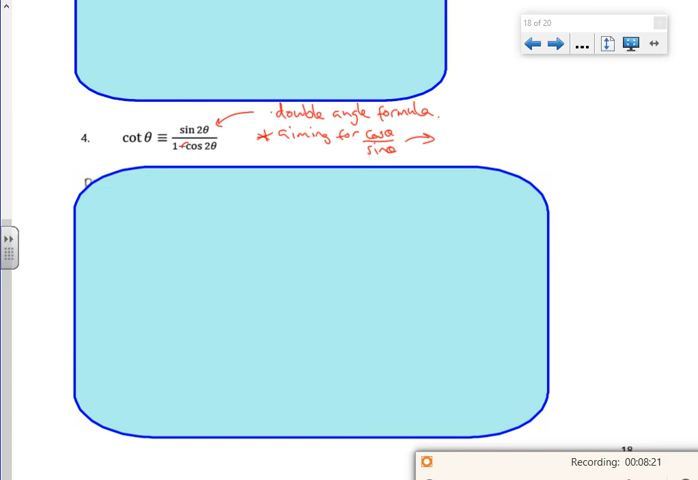 18 of 20
...
· double angle formula.
4. cot θ ≡ sin 2θ / 1 - cos 2θ
* aiming for cosθ / sinθ →
18
Recording: 00:08:21